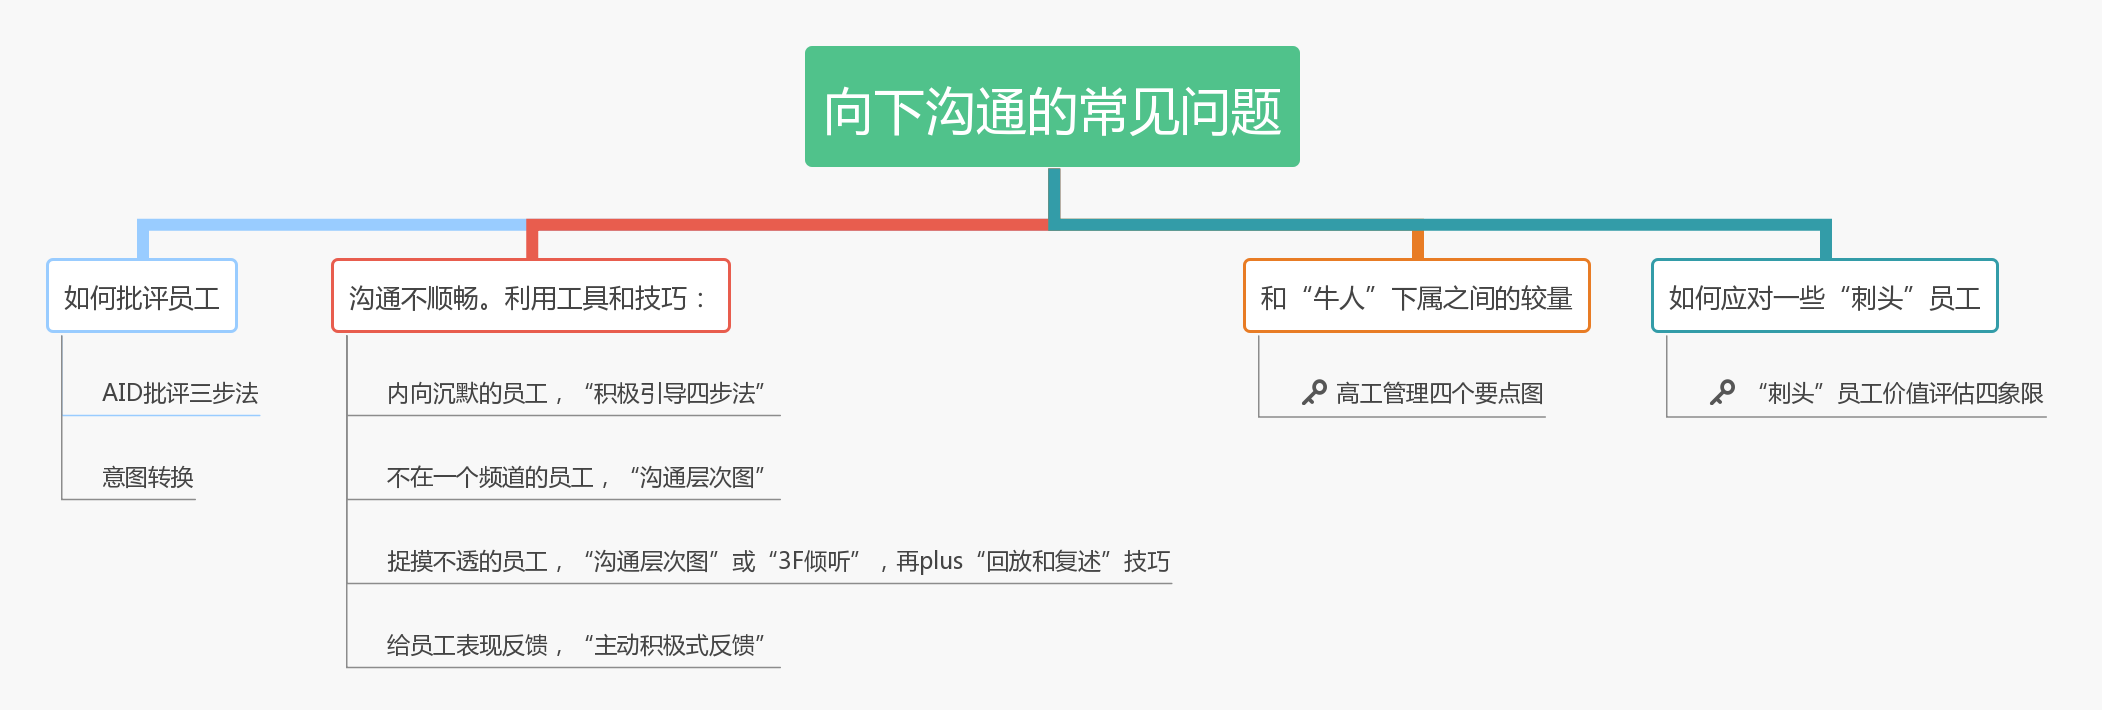 向下沟通的常见问题
如何批评员工
AID批评三步法
意图转换
沟通不顺畅。利用工具和技巧：
内向沉默的员工，“积极引导四步法”
不在一个频道的员工，“沟通层次图”
捉摸不透的员工，“沟通层次图”或“3F倾听”，再plus“回放和复述”技巧
给员工表现反馈，“主动积极式反馈”
和“牛人”下属之间的较量
高工管理四个要点图
如何应对一些“刺头”员工
“刺头”员工价值评估四象限